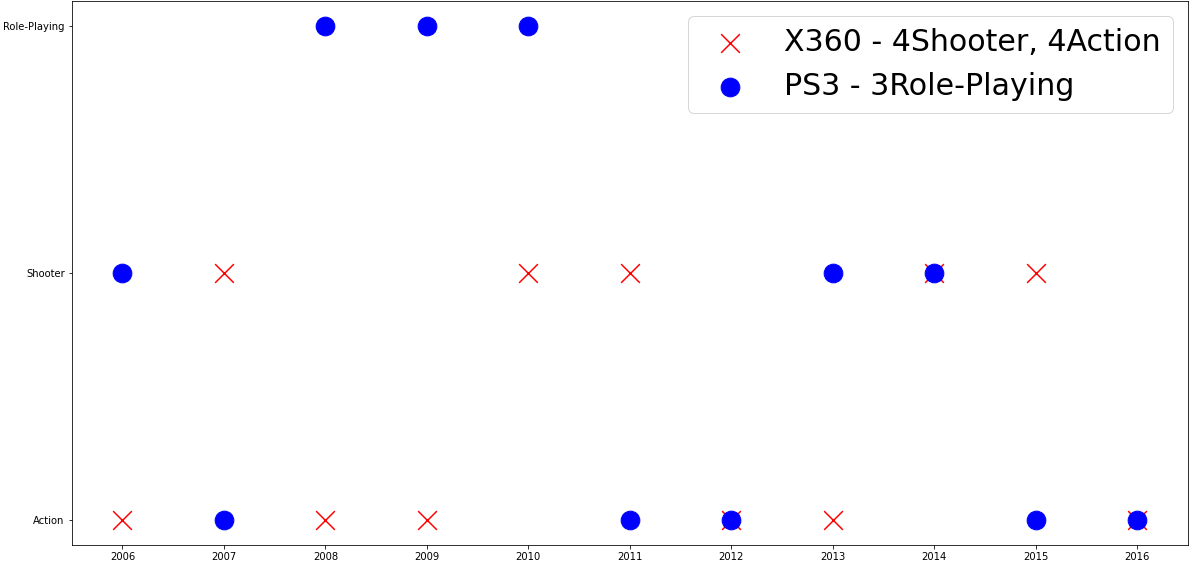 Role-Playing
Shooter
Action
X360 - 4Shooter, 4Action
PS3 - 3Role-Playing
2006 2007 2008 2009 2010 2011 2012 2013 2014 2015 2016